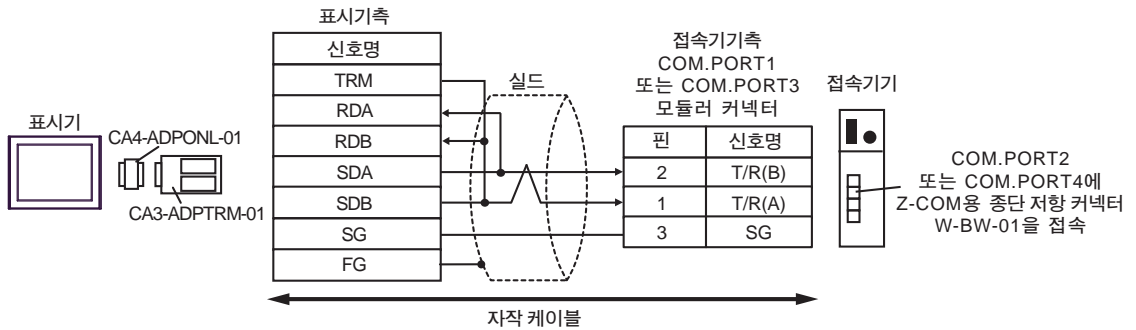 표시기측
신호명
TRM
RDA
RDB
SDA
SDB
SG
FG
실드
접속기기측
COM.PORT1
또는 COM.PORT3
모듈러 커넥터
핀 신호명
2 T/R(B)
1 T/R(A)
3 SG
접속기기
표시기
CA4-ADPONL-01
CA3-ADPTRM-01
COM.PORT2
또는 COM.PORT4에
Z-COM용 종단 저항 커넥터
W-BW-01을 접속
자작 케이블